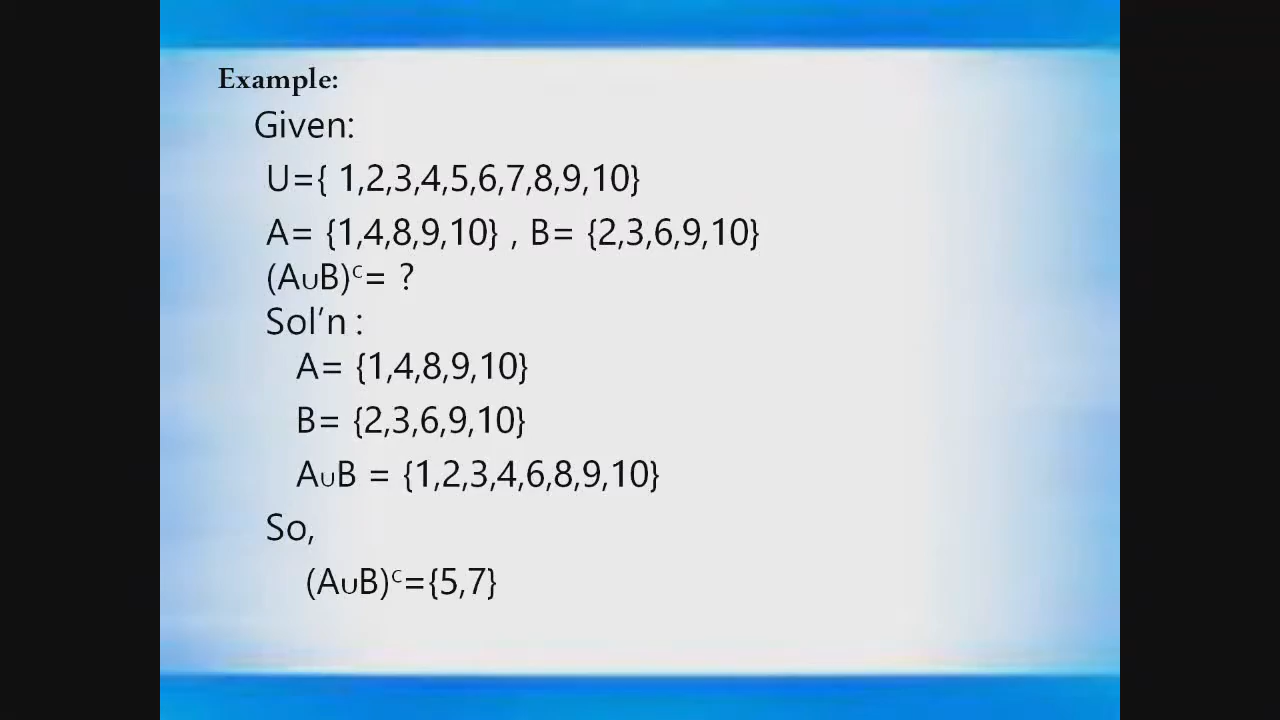 Example:
Given:
U={ 1,2,3,4,5,6,7,8,9,10}
A= {1,4,8,9,10} , B= {2,3,6,9,10}
(A∪B)ᶜ= ?
Sol’n :
A= {1,4,8,9,10}
B= {2,3,6,9,10}
A∪B = {1,2,3,4,6,8,9,10}
So,
(A∪B)ᶜ={5,7}